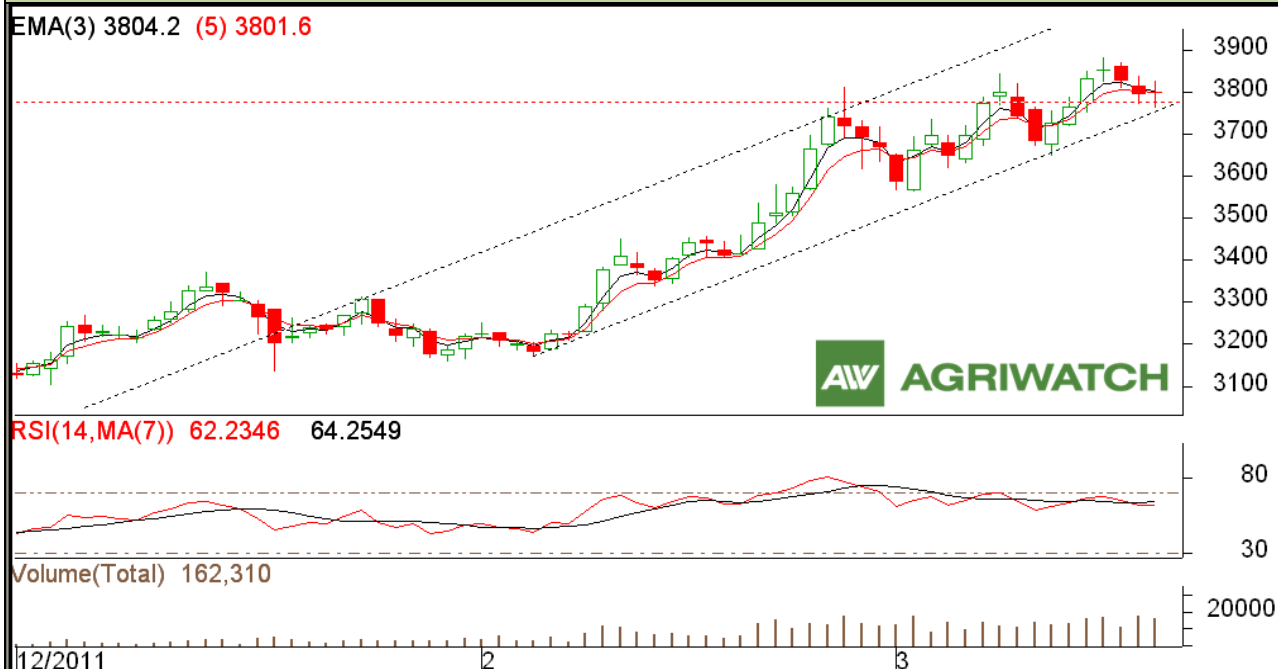 EMA(3) 3804.2 (5) 3801.6
3900
3800
3700
3600
3500
3400
3300
3200
3100
AW AGRIWATCH
RSI(14,MA(7)) 62.2346 64.2549
80
30
Volume(Total) 162,310
20000
12/2011 2 3